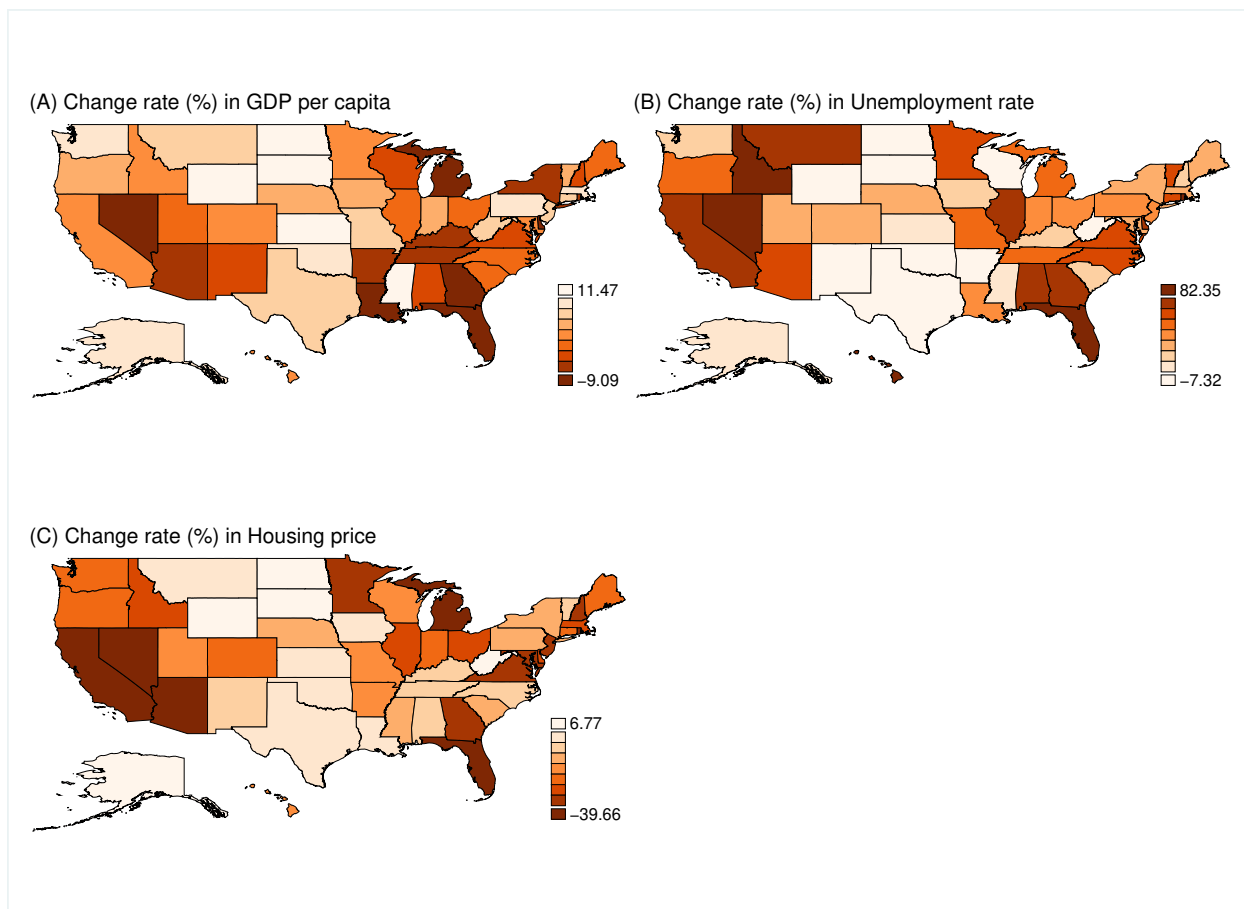 (A) Change rate (%) in GDP per capita
11.47
−9.09
(B) Change rate (%) in Unemployment rate
82.35
−7.32
(C) Change rate (%) in Housing price
6.77
−39.66